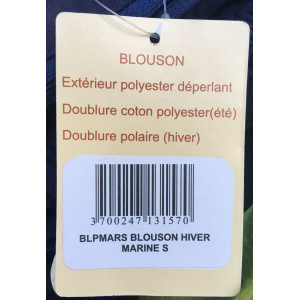 BLOUSON
Extérieur polyester déperlant
Doublure coton polyester(été)
Doublure polaire (hiver)
3 700247 131570
BLPMARS BLOUSON HIVER
MARINE S